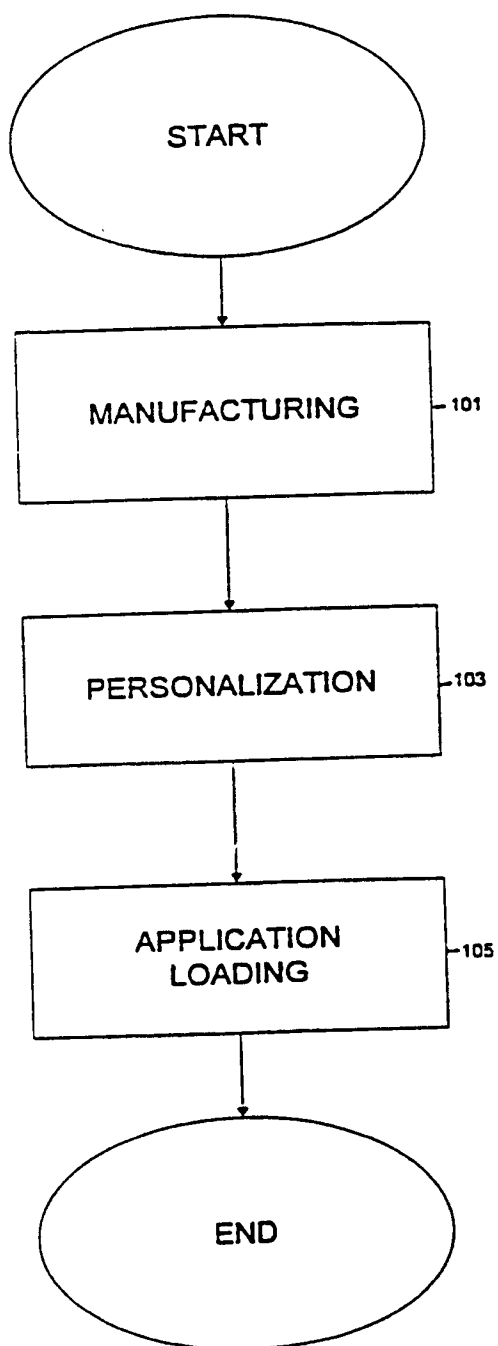 START
MANUFACTURING
101
PERSONALIZATION
103
APPLICATION
LOADING
105
END